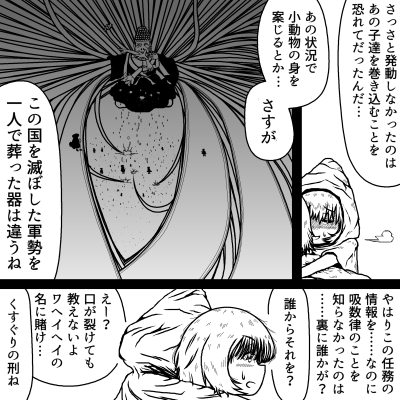 さっさと発動しなかったのは
あの子達を巻き込むことを
恐れてだったんだ…
あの状況で
小動物の身を
案じるとか…
さすが
この国を滅ぼした軍勢を
一人で葬った器は違うね
やはりこの任務の
情報を……なのに
吸数律のことを
知らなかったのは
……裏に誰かが?
誰からそれを?
えー?
口が裂けても
教えないよ
ワヘイヘイの
名に賭け…
くすぐりの刑ね